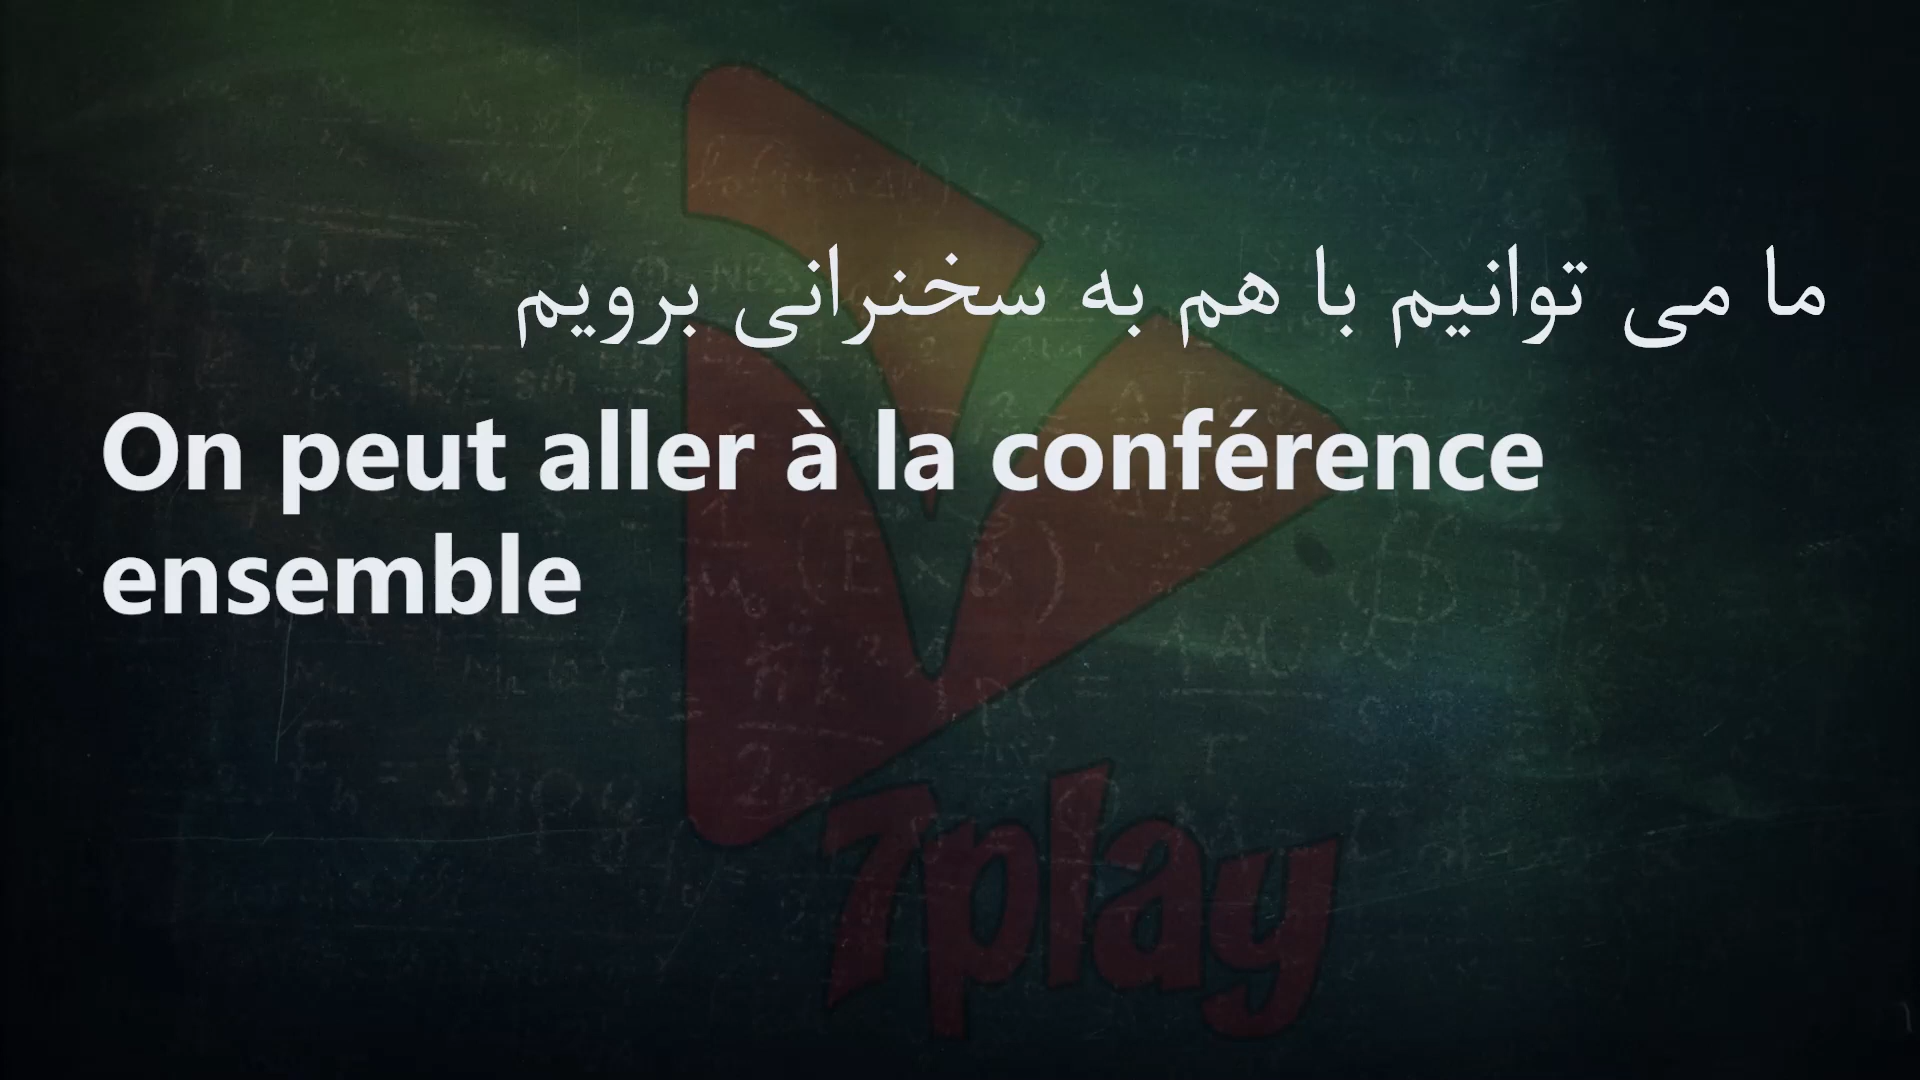 ما می توانیم با هم به سخنرانی برویم
On peut aller à la conférence
ensemble
7play